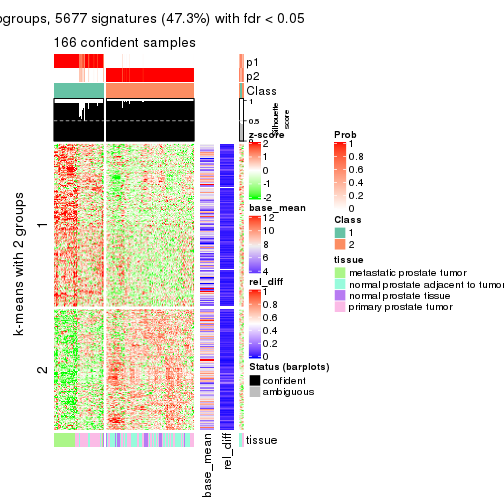 ogroups, 5677 signatures (47.3%) with fdr < 0.05
166 confident samples
p1
p2
Class
1
0.5
0
Silhouette
score
k-means with 2 groups
1
2
z-score
2
1
0
-1
-2
base_mean
12
10
8
6
4
rel_diff
1
0.8
0.6
0.4
0.2
0
Status (barplots)
confident
ambiguous
Prob
1
0.8
0.6
0.4
0.2
0
Class
1
2
tissue
metastatic prostate tumor
normal prostate adjacent to tumor
normal prostate tissue
primary prostate tumor
tissue
base_mean
rel_diff